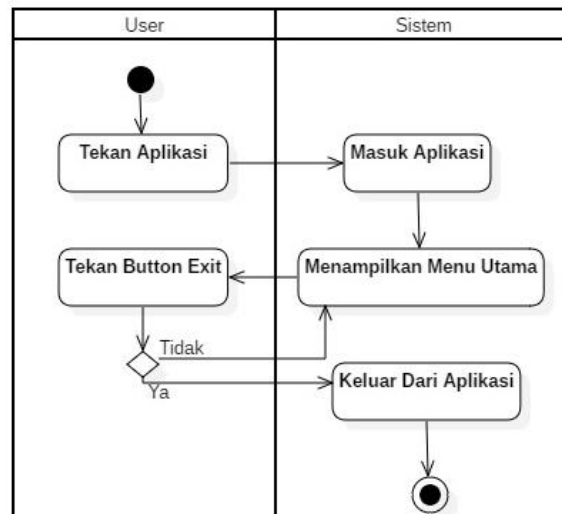 User
Sistem
Tekan Aplikasi
Masuk Aplikasi
Tekan Button Exit
Menampilkan Menu Utama
Tidak
Ya
Keluar Dari Aplikasi